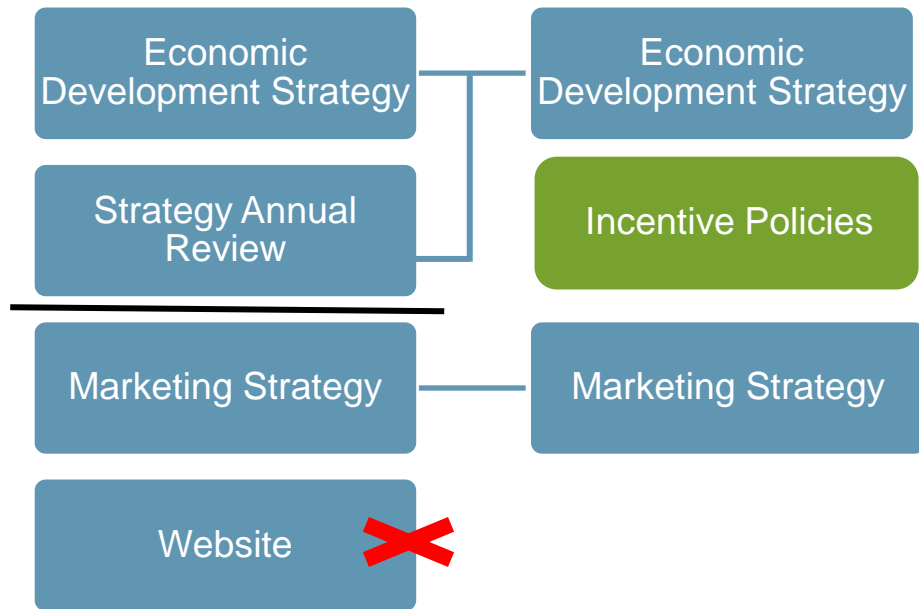 Economic
Development Strategy
Economic
Development Strategy
Strategy Annual
Review
Incentive Policies
Marketing Strategy
Marketing Strategy
Website